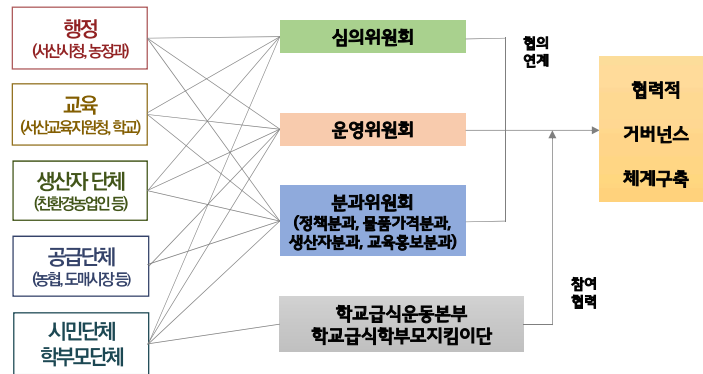 행정
(서산시청, 농정과)
교육
(서산교육지원청, 학교)
생산자 단체
(친환경농업인 등)
공급단체
(농협, 도매시장 등)
시민단체
학부모단체
심의위원회
운영위원회
분과위원회
(정책분과, 물품가격분과,
생산자분과, 교육홍보분과)
학교급식운동본부
학교급식학부모지킴이단
협의
연계
참여
협력
협력적
거버넌스
체계구축